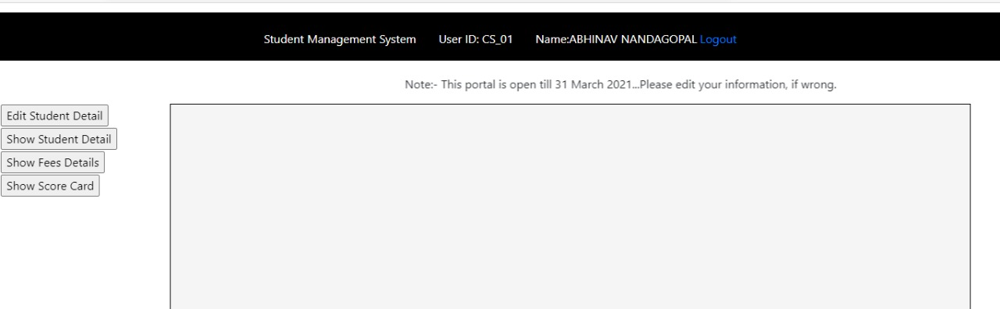 Student Management System User ID: CS_01 Name:ABHINAV NANDAGOPAL Logout
Note:- This portal is open till 31 March 2021...Please edit your information, if wrong.
Edit Student Detail
Show Student Detail
Show Fees Details
Show Score Card